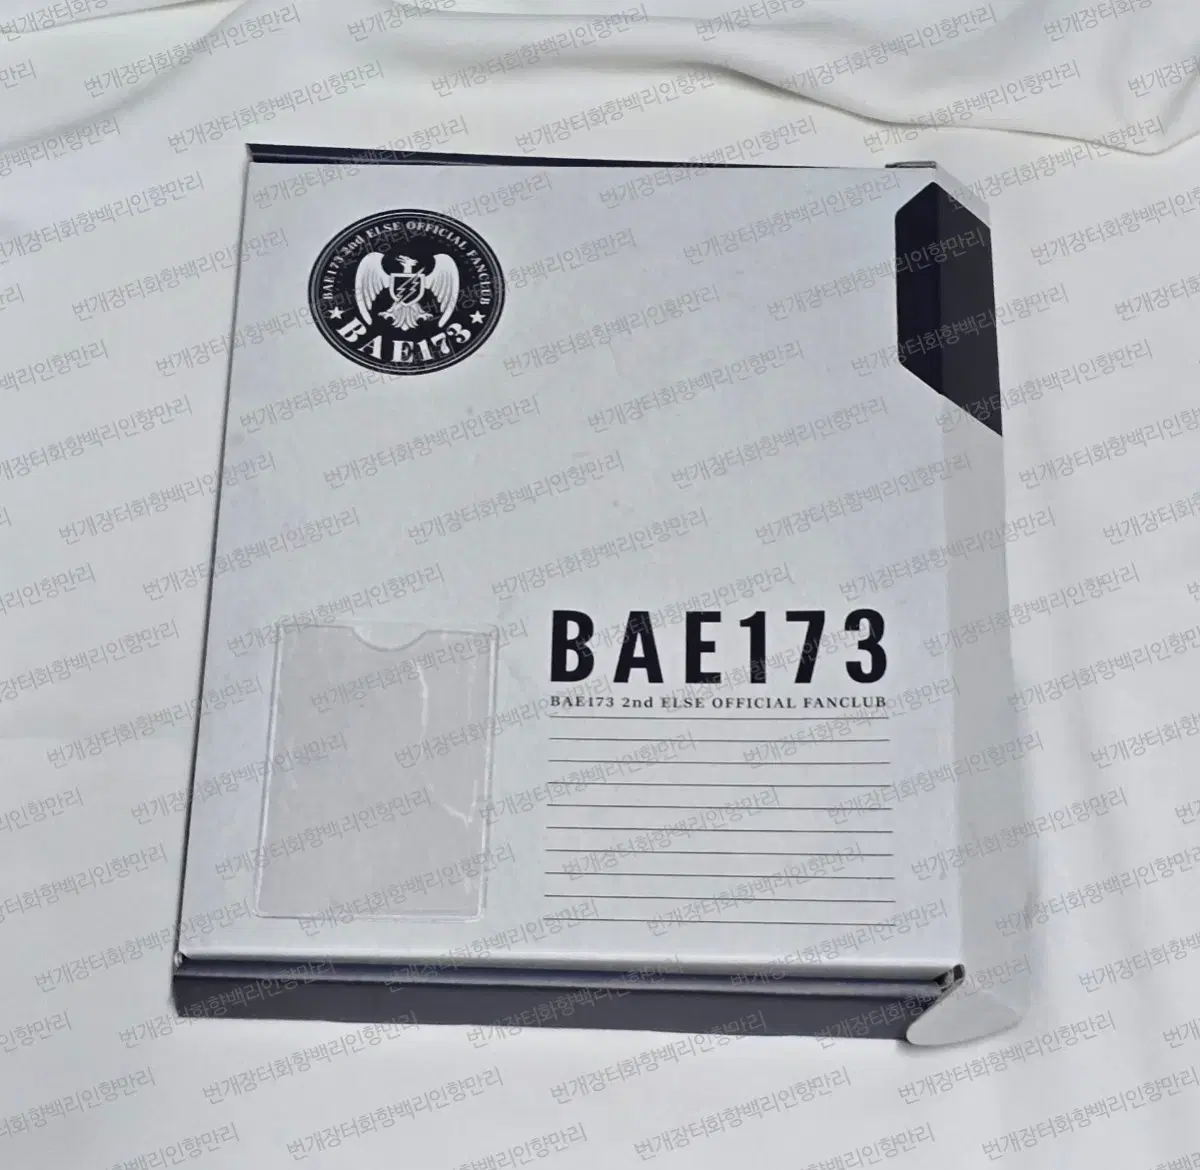 BAE173 2nd ELSE OFFICIAL FANCLUB
BAE173
BAE173
BAE173 2nd ELSE OFFICIAL FANCLUB
번개장터화향백리인향만리